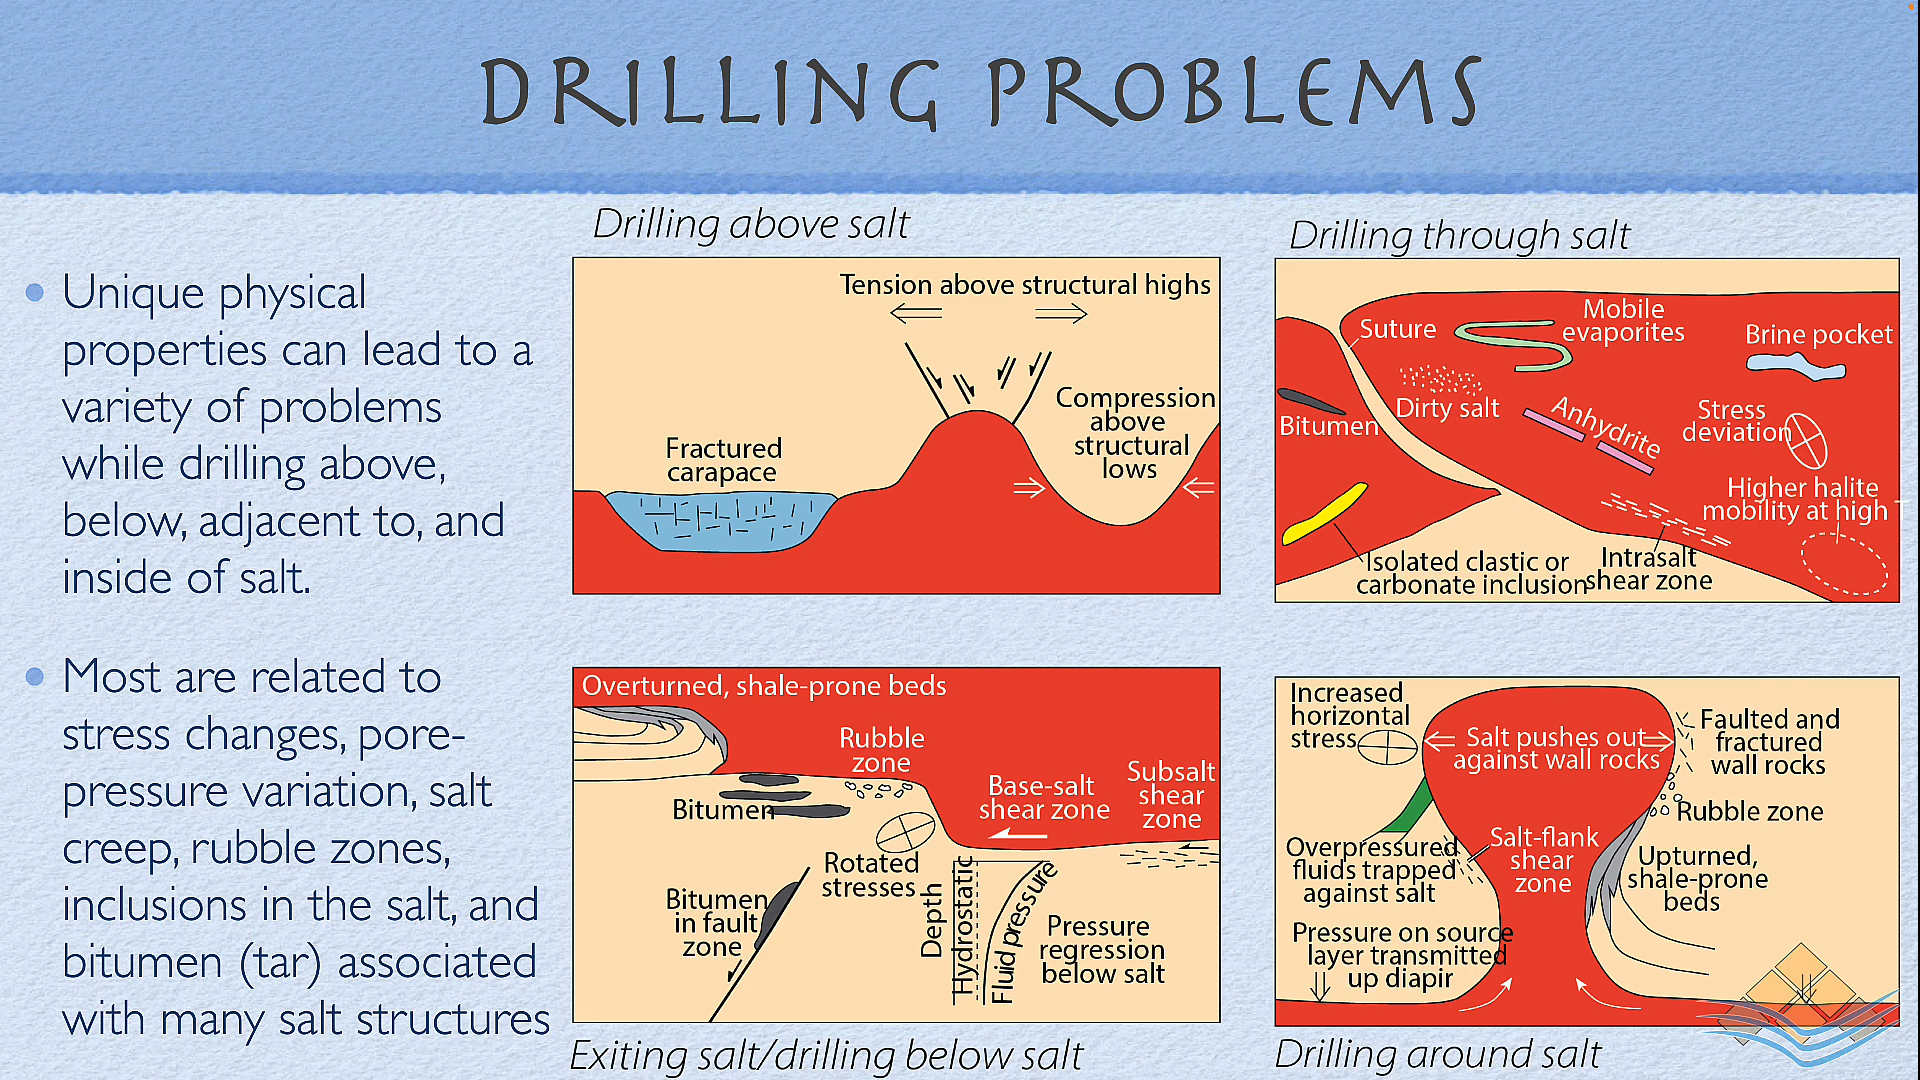 DRILLING PROBLEMS
Unique physical
properties can lead to a
variety of problems
while drilling above,
below, adjacent to, and
inside of salt.
Most are related to
stress changes, pore-
pressure variation, salt
creep, rubble zones,
inclusions in the salt, and
bitumen (tar) associated
with many salt structures
Drilling above salt
Tension above structural highs
Compression
above
structural
lows
Fractured
carapace
Drilling through salt
Suture
Mobile
evaporites
Brine pocket
Dirty salt
Anhydrite
Stress
deviation
Bitumen
Higher halite
mobility at high T
Isolated clastic or
carbonate inclusion
Intrasalt
shear zone
Overturned, shale-prone beds
Rubble
zone
Base-salt
shear zone
Subsalt
shear
zone
Bitumen
Rotated
stresses
Bitumen
in fault
zone
Depth
Hydrostatic
Fluid pressure
Pressure
regression
below salt
Exiting salt/drilling below salt
Increased
horizontal
stress
Salt pushes out
against wall rocks
Faulted and
fractured
wall rocks
Rubble zone
Overpressured
fluids trapped
against salt
Salt-flank
shear
zone
Upturned,
shale-prone
beds
Pressure on source
layer transmitted
up diapir
Drilling around salt